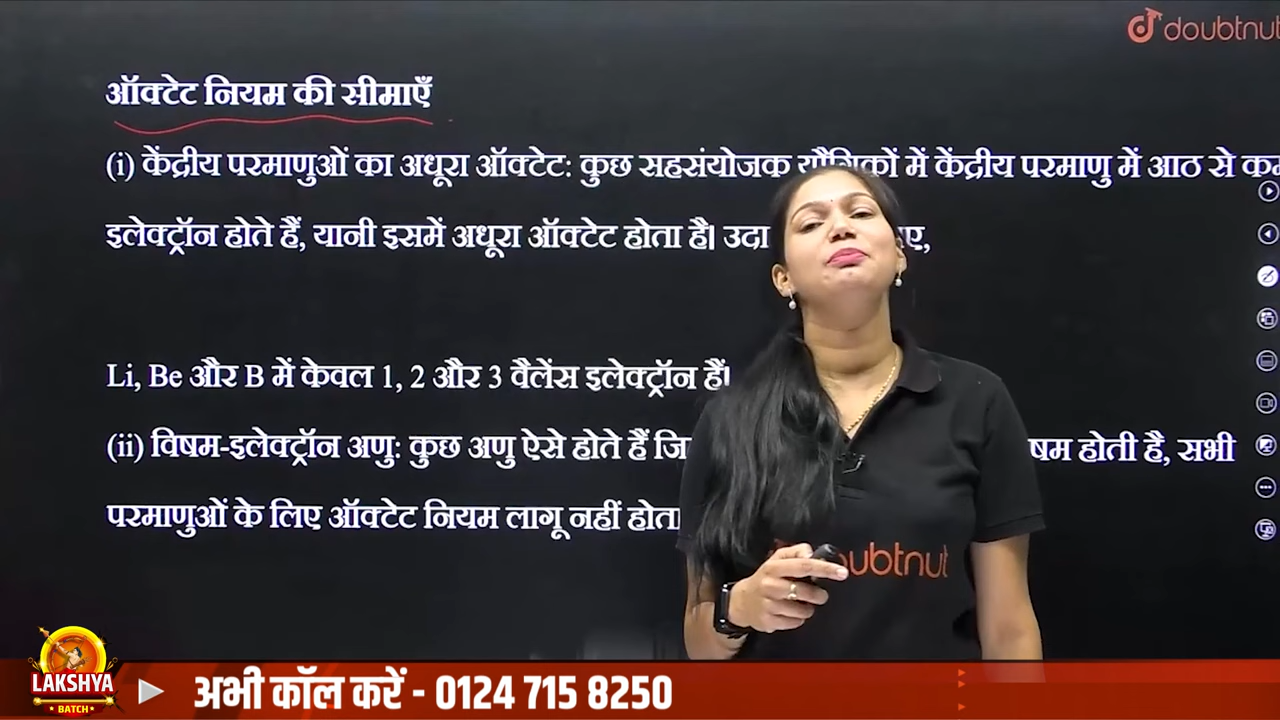 doubtnut
ऑक्टेट नियम की सीमाएँ
(i) केंद्रीय परमाणुओं का अधूरा ऑक्टेट: कुछ सहसंयोजक यौगिकों में केंद्रीय परमाणु में आठ से कम
इलेक्ट्रॉन होते हैं, यानी इसमें अधूरा ऑक्टेट होता है।
Li, Be और B में केवल 1, 2 और 3 वैलेंस इलेक्ट्रॉन हैं।
(ii) विषम-इलेक्ट्रॉन अणु: कुछ अणु ऐसे होते हैं होती है, सभी
परमाणुओं के लिए ऑक्टेट नियम लागू नहीं होता
doubtnut
LAKSHYA
BATCH
अभी कॉल करें - 0124 715 8250